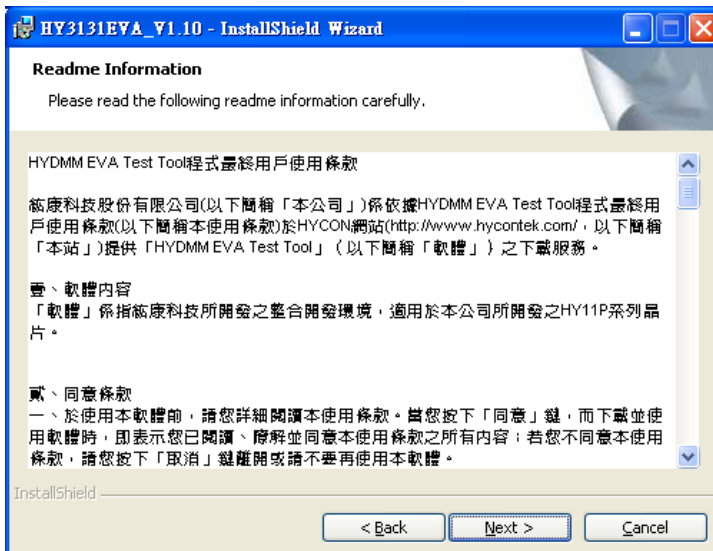 HY3131EVA_V1.10 - InstallShield Wizard
Readme Information
Please read the following readme information carefully.
HYDMM EVA Test Tool程式最終用戶使用條款
紘康科技股份有限公司(以下簡稱「本公司」)係依據HYDMM EVA Test Tool程式最終用
戶使用條款(以下簡稱本使用條款)於HYCON網站(http://www.hycontek.com/，以下簡稱
「本站」)提供「HYDMM EVA Test Tool」（以下簡稱「軟體」）之下載服務。
壹、軟體內容
「軟體」係指紘康科技所開發之整合開發環境，適用於本公司所開發之HY11P系列晶
片。
貳、同意條款
一、於使用本軟體前，請您詳細閱讀本使用條款。當您按下「同意」鍵，而下載並使
用軟體時，即表示您已閱讀、瞭解並同意本使用條款之所有內容；若您不同意本使用
條款，請您按下「取消」鍵離開或請不要再使用本軟體。
InstallShield
< Back
Next >
Cancel